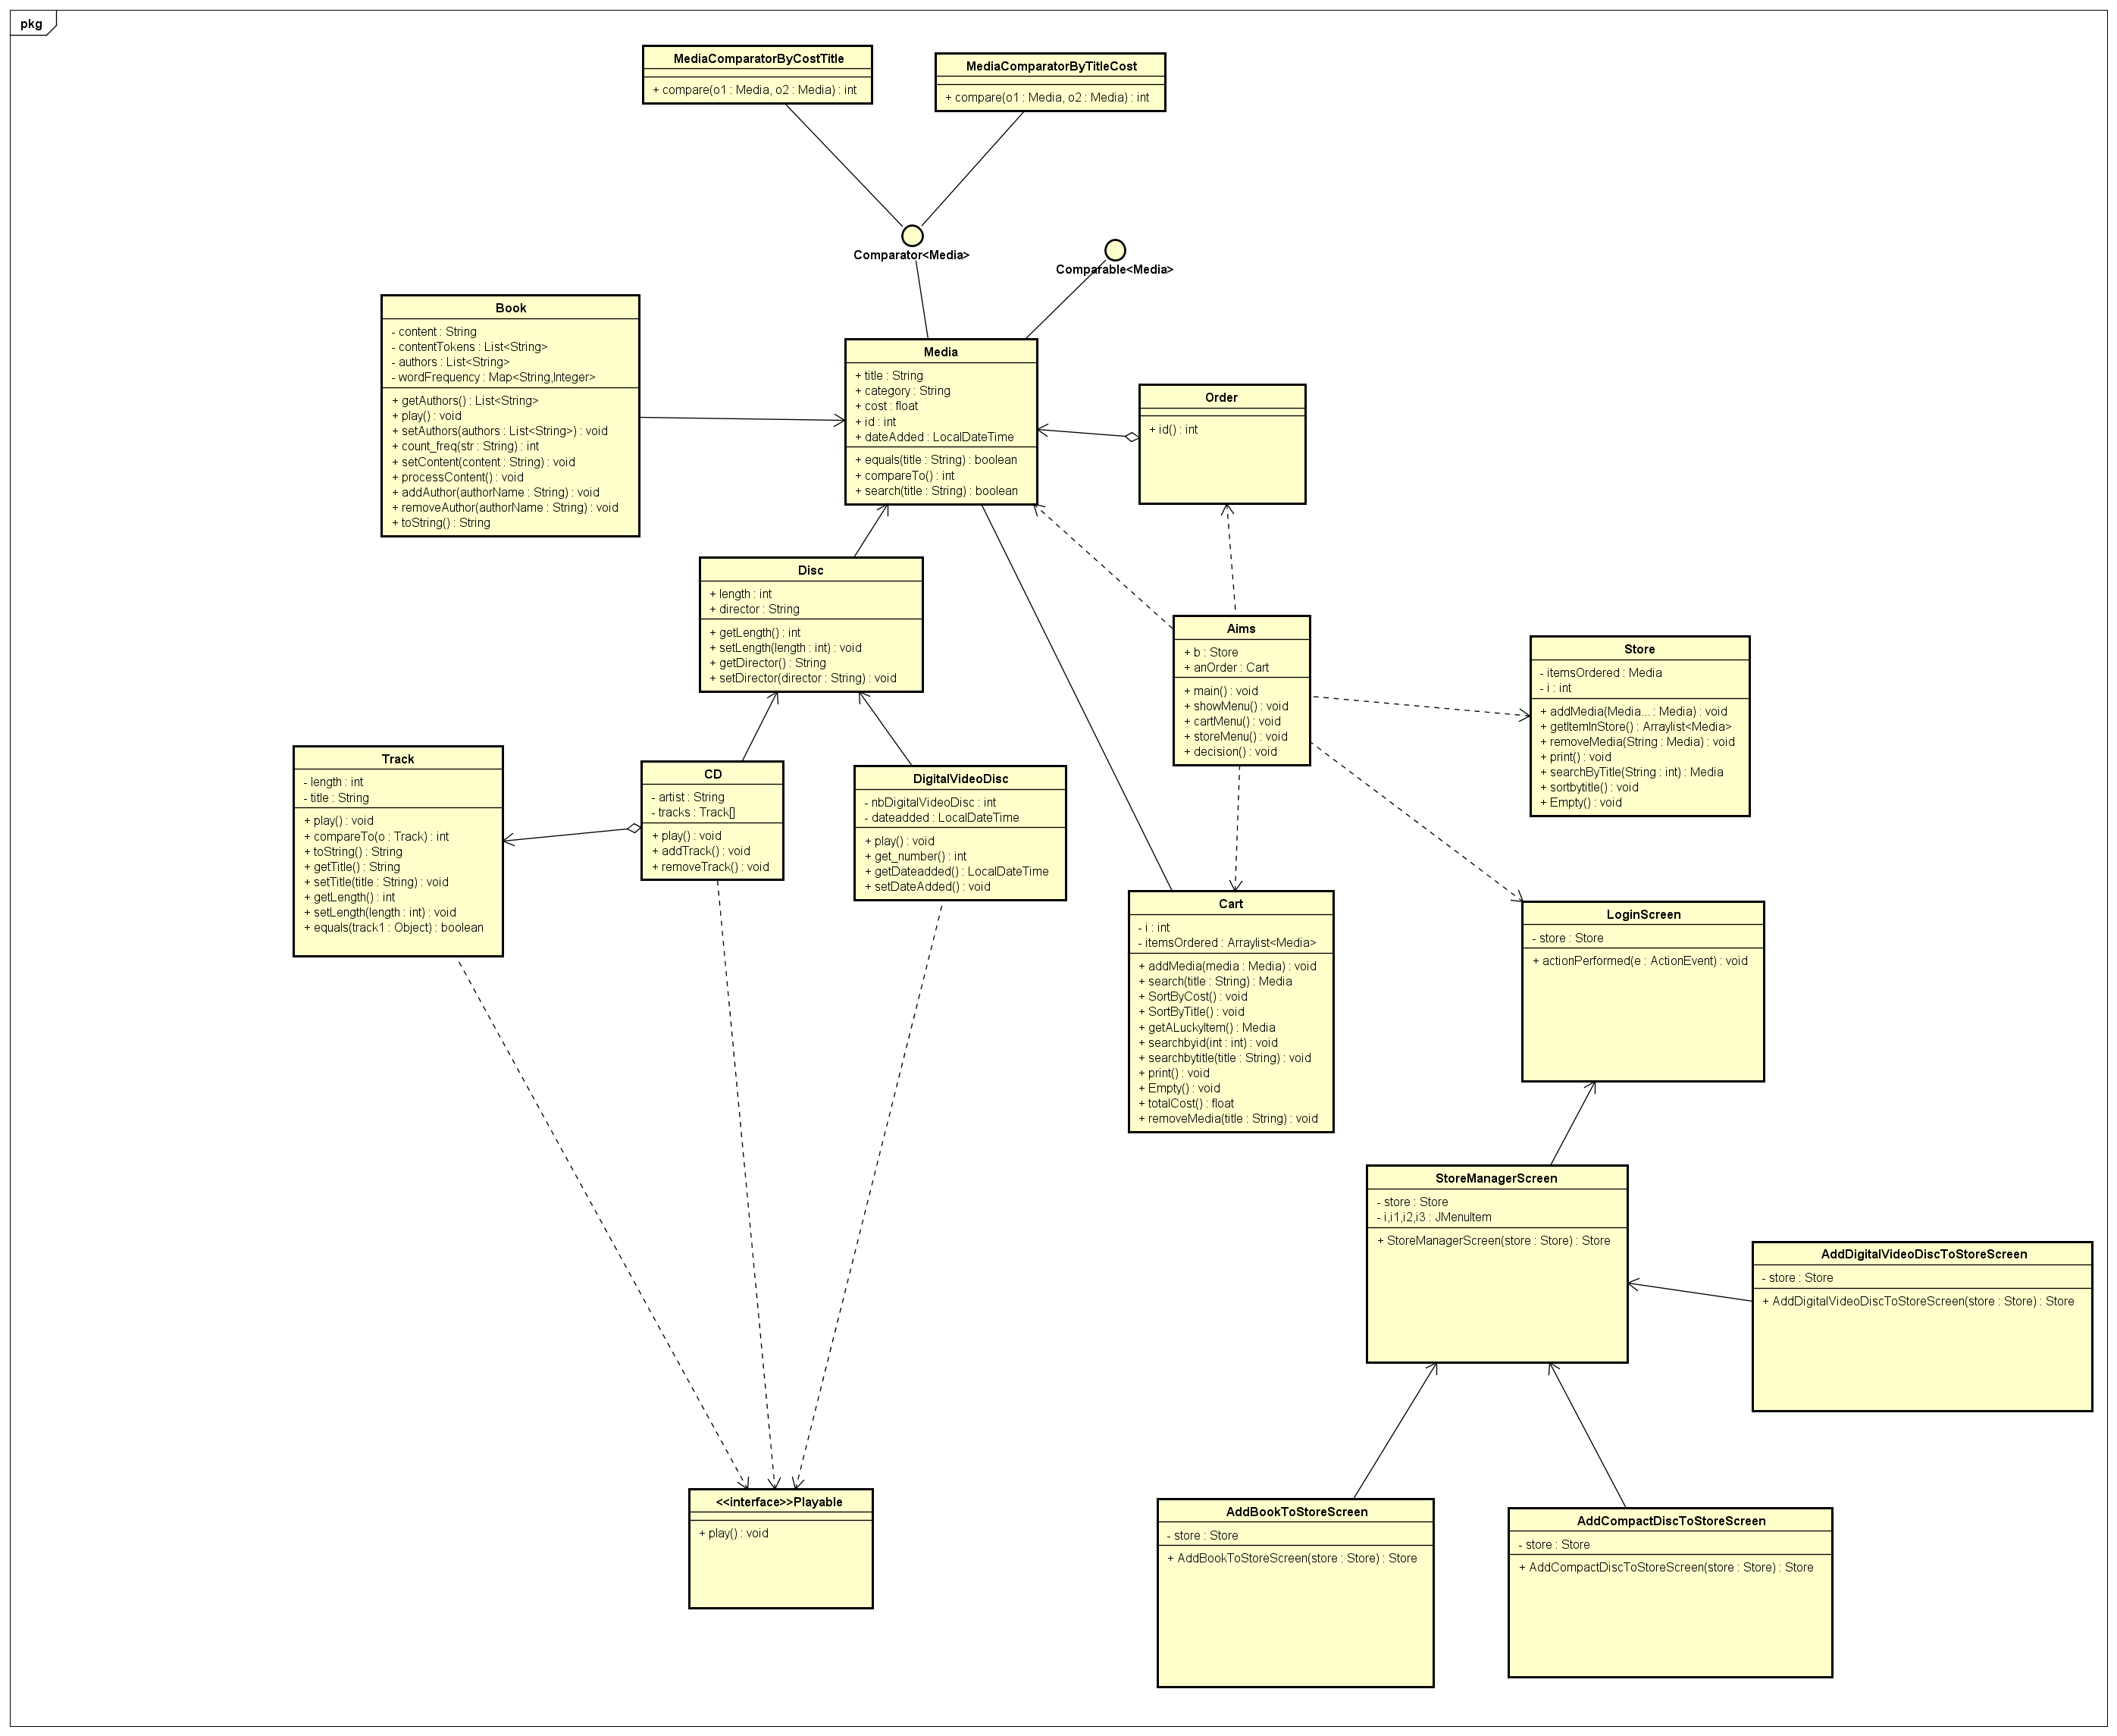 pkg
MediaComparatorByCostTitle
+ compare(o1 : Media, o2 : Media) : int
MediaComparatorByTitleCost
+ compare(o1 : Media, o2 : Media) : int
Comparator<Media>
Comparable<Media>
Book
- content : String
- contentTokens : List<String>
- authors : List<String>
- wordFrequency : Map<String,Integer>
+ getAuthors() : List<String>
+ play() : void
+ setAuthors(authors : List<String>) : void
+ count_freq(str : String) : int
+ setContent(content : String) : void
+ processContent() : void
+ addAuthor(authorName : String) : void
+ removeAuthor(authorName : String) : void
+ toString() : String
Media
+ title : String
+ category : String
+ cost : float
+ id : int
+ dateAdded : LocalDateTime
+ equals(title : String) : boolean
+ compareTo() : int
+ search(title : String) : boolean
Order
+ id() : int
Disc
+ length : int
+ director : String
+ getLength() : int
+ setLength(length : int) : void
+ getDirector() : String
+ setDirector(director : String) : void
Aims
+ b : Store
+ anOrder : Cart
+ main() : void
+ showMenu() : void
+ cartMenu() : void
+ storeMenu() : void
+ decision() : void
Store
- itemsOrdered : Media
- i : int
+ addMedia(Media... : Media) : void
+ getItemInStore() : Arraylist<Media>
+ removeMedia(String : Media) : void
+ print() : void
+ searchByTitle(String : int) : Media
+ sortbytitle() : void
+ Empty() : void
Track
- length : int
- title : String
+ play() : void
+ compareTo(o : Track) : int
+ toString() : String
+ getTitle() : String
+ setTitle(title : String) : void
+ getLength() : int
+ setLength(length : int) : void
+ equals(track1 : Object) : boolean
CD
- artist : String
- tracks : Track[]
+ play() : void
+ addTrack() : void
+ removeTrack() : void
DigitalVideoDisc
- nbDigitalVideoDisc : int
- dateadded : LocalDateTime
+ play() : void
+ get_number() : int
+ getDateadded() : LocalDateTime
+ setDateAdded() : void
Cart
- i : int
- itemsOrdered : Arraylist<Media>
+ addMedia(media : Media) : void
+ search(title : String) : Media
+ SortByCost() : void
+ SortByTitle() : void
+ getALuckyItem() : Media
+ searchbyid(int : int) : void
+ searchbytitle(title : String) : void
+ print() : void
+ Empty() : void
+ totalCost() : float
+ removeMedia(title : String) : void
LoginScreen
- store : Store
+ actionPerformed(e : ActionEvent) : void
StoreManagerScreen
- store : Store
- i,i1,i2,i3 : JMenuItem
+ StoreManagerScreen(store : Store) : Store
AddDigitalVideoDiscToStoreScreen
- store : Store
+ AddDigitalVideoDiscToStoreScreen(store : Store) : Store
<<interface>>Playable
+ play() : void
AddBookToStoreScreen
- store : Store
+ AddBookToStoreScreen(store : Store) : Store
AddCompactDiscToStoreScreen
- store : Store
+ AddCompactDiscToStoreScreen(store : Store) : Store